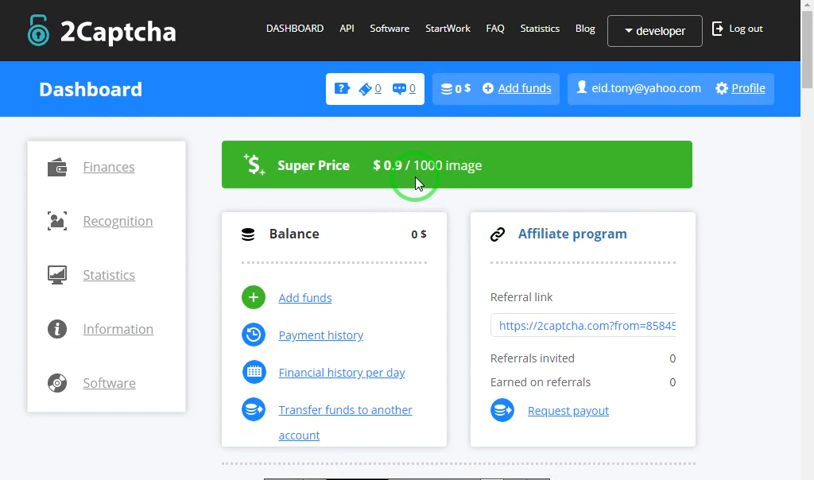 2Captcha
DASHBOARD API Software StartWork FAQ Statistics Blog developer Log out
Dashboard ? 0 0 0 $ Add funds eid.tony@yahoo.com Profile
Finances
Recognition
Statistics
Information
Software
Super Price $ 0.9 / 1000 image
Balance 0 $
Add funds
Payment history
Financial history per day
Transfer funds to another
account
Affiliate program
Referral link
https://2captcha.com?from=85845
Referrals invited 0
Earned on referrals 0
Request payout